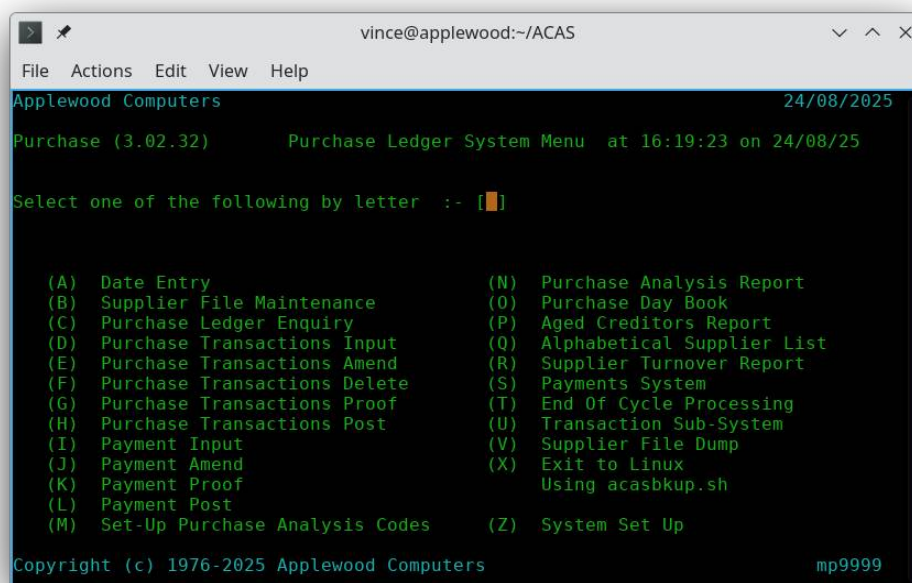 vince@applewood:~/ACAS
File Actions Edit View Help
Applewood Computers 24/08/2025
Purchase (3.02.32) Purchase Ledger System Menu at 16:19:23 on 24/08/25
Select one of the following by letter :- [ ]
(A) Date Entry (N) Purchase Analysis Report
(B) Supplier File Maintenance (O) Purchase Day Book
(C) Purchase Ledger Enquiry (P) Aged Creditors Report
(D) Purchase Transactions Input (Q) Alphabetical Supplier List
(E) Purchase Transactions Amend (R) Supplier Turnover Report
(F) Purchase Transactions Delete (S) Payments System
(G) Purchase Transactions Proof (T) End Of Cycle Processing
(H) Purchase Transactions Post (U) Transaction Sub-System
(I) Payment Input (V) Supplier File Dump
(J) Payment Amend (X) Exit to Linux
(K) Payment Proof Using acasbkup.sh
(L) Payment Post
(M) Set-Up Purchase Analysis Codes (Z) System Set Up
Copyright (c) 1976-2025 Applewood Computers mp9999